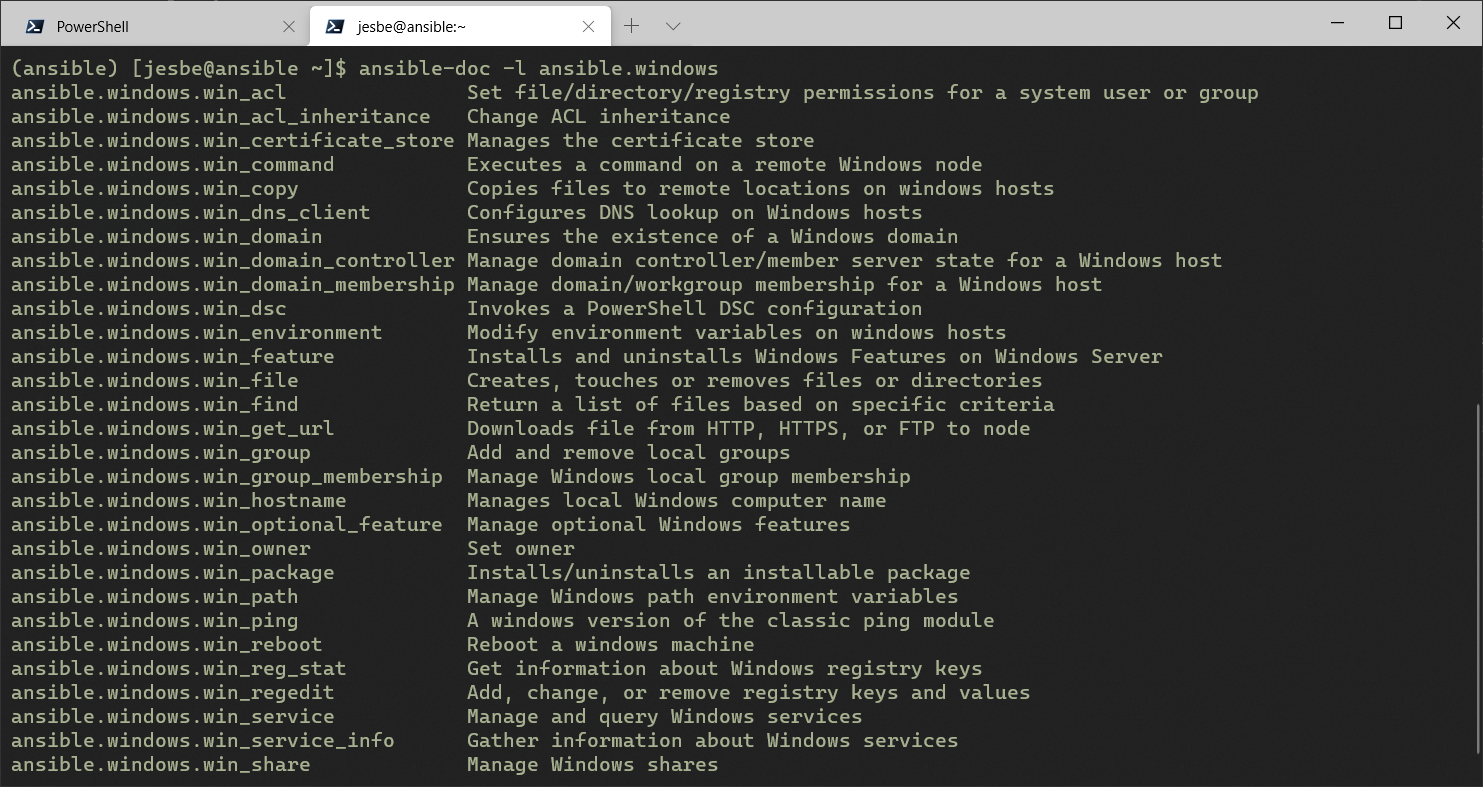 PowerShell
jesbe@ansible:~
(ansible) [jesbe@ansible ~]$ ansible-doc -l ansible.windows
ansible.windows.win_acl Set file/directory/registry permissions for a system user or group
ansible.windows.win_acl_inheritance Change ACL inheritance
ansible.windows.win_certificate_store Manages the certificate store
ansible.windows.win_command Executes a command on a remote Windows node
ansible.windows.win_copy Copies files to remote locations on windows hosts
ansible.windows.win_dns_client Configures DNS lookup on Windows hosts
ansible.windows.win_domain Ensures the existence of a Windows domain
ansible.windows.win_domain_controller Manage domain controller/member server state for a Windows host
ansible.windows.win_domain_membership Manage domain/workgroup membership for a Windows host
ansible.windows.win_dsc Invokes a PowerShell DSC configuration
ansible.windows.win_environment Modify environment variables on windows hosts
ansible.windows.win_feature Installs and uninstalls Windows Features on Windows Server
ansible.windows.win_file Creates, touches or removes files or directories
ansible.windows.win_find Return a list of files based on specific criteria
ansible.windows.win_get_url Downloads file from HTTP, HTTPS, or FTP to node
ansible.windows.win_group Add and remove local groups
ansible.windows.win_group_membership Manage Windows local group membership
ansible.windows.win_hostname Manages local Windows computer name
ansible.windows.win_optional_feature Manage optional Windows features
ansible.windows.win_owner Set owner
ansible.windows.win_package Installs/uninstalls an installable package
ansible.windows.win_path Manage Windows path environment variables
ansible.windows.win_ping A windows version of the classic ping module
ansible.windows.win_reboot Reboot a windows machine
ansible.windows.win_reg_stat Get information about Windows registry keys
ansible.windows.win_regedit Add, change, or remove registry keys and values
ansible.windows.win_service Manage and query Windows services
ansible.windows.win_service_info Gather information about Windows services
ansible.windows.win_share Manage Windows shares